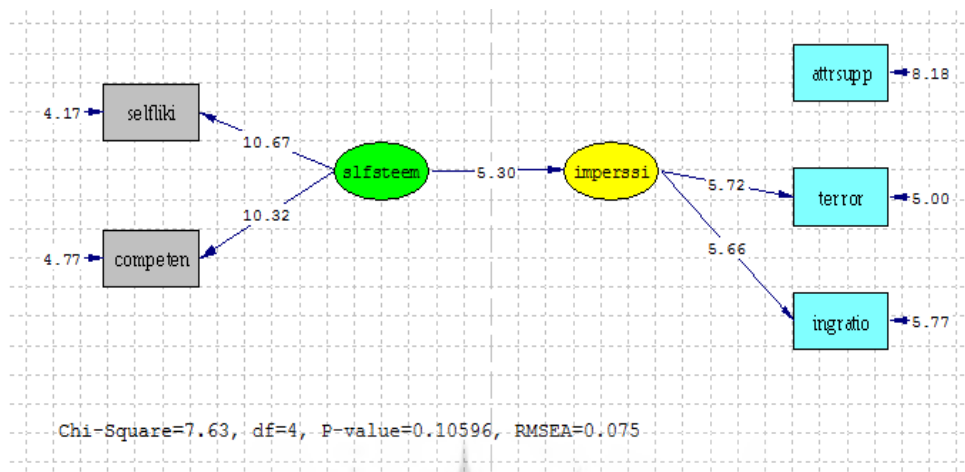 attrsupp
8.18
4.17
selfliki
10.67
slfsteem
5.30
imperssi
5.72
terror
5.00
10.32
5.66
4.77
competen
ingratio
5.77
Chi-Square=7.63, df=4, P-value=0.10596, RMSEA=0.075